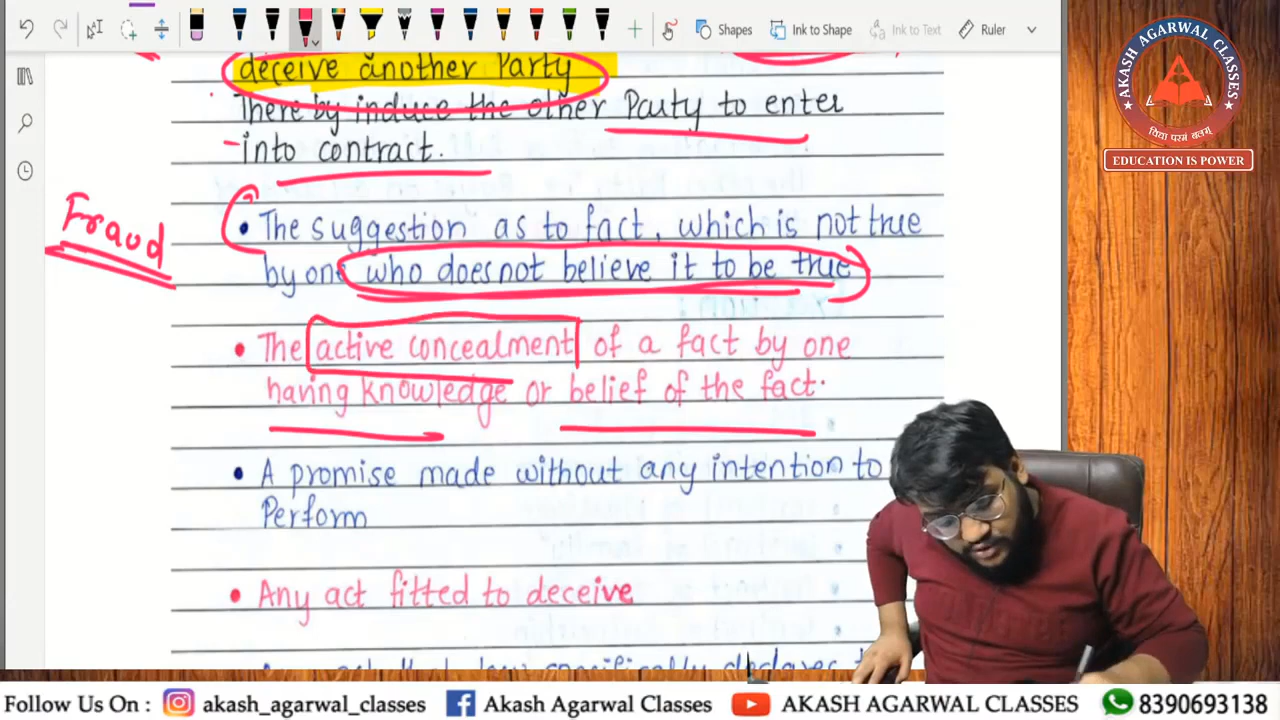 Shapes
Ink to Shape
Ink to Text
Ruler
deceive another Party
There by induce the other Party to enter
into contract.
Fraud
• The suggestion as to fact, which is not true
by one who does not believe it to be true
• The active concealment of a fact by one
having knowledge or belief of the fact.
• A promise made without any intention to
Perform
• Any act fitted to deceive
specifically declares
AKASH AGARWAL CLASSES
विद्या परमं बलम्
EDUCATION IS POWER
Follow Us On : akash_agarwal_classes Akash Agarwal Classes AKASH AGARWAL CLASSES 8390693138